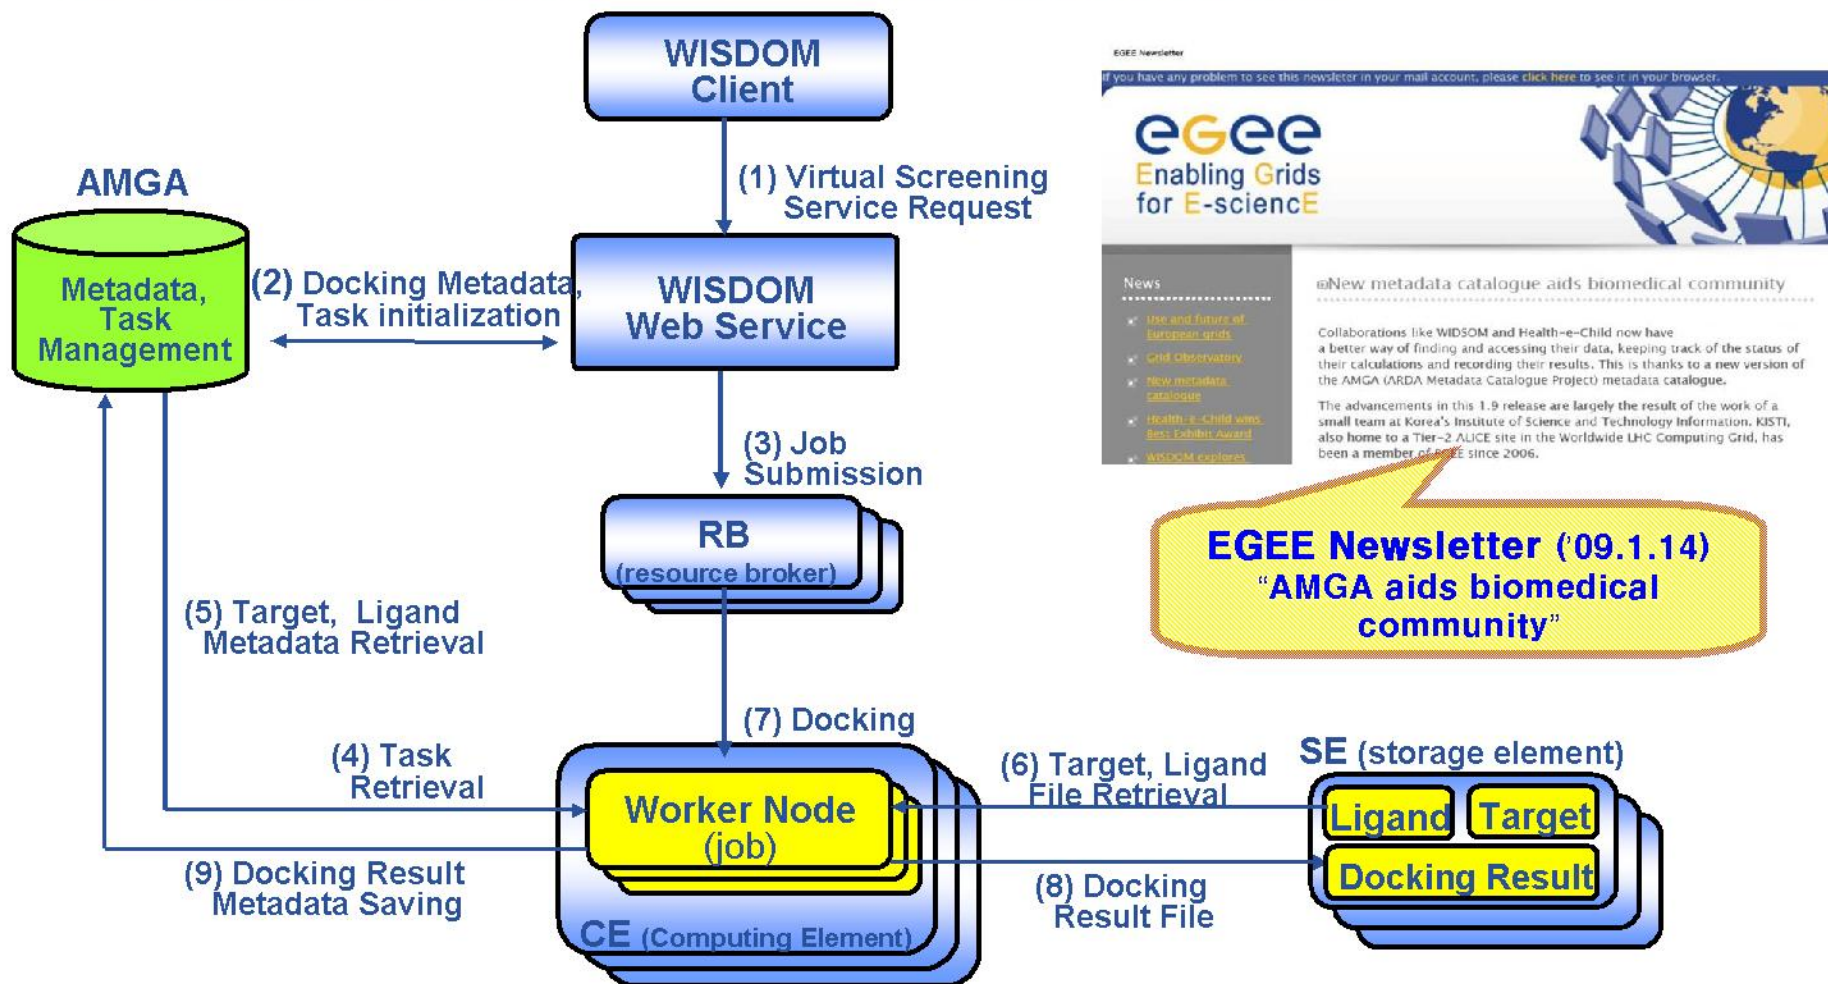 WISDOM
Client
(1) Virtual Screening
Service Request
AMGA
Metadata,
Task
Management
(2) Docking Metadata,
Task initialization
WISDOM
Web Service
(3) Job
Submission
RB
(resource broker)
(5) Target, Ligand
Metadata Retrieval
(7) Docking
(4) Task
Retrieval
Worker Node
(job)
(9) Docking Result
Metadata Saving
CE (Computing Element)
(6) Target, Ligand
File Retrieval
(8) Docking
Result File
SE (storage element)
Ligand
Target
Docking Result
EGEE Newsletter
If you have any problem to see this newsleter in your mail account, please click here to see it in your browser.
eGee
Enabling Grids
for E-sciencE
News
Use and future of
European grids
Grid Observatory
New metadata
catalogue
Health-e-Child wins
Best Exhibit Award
WISDOM explores
New metadata catalogue aids biomedical community
Collaborations like WIDSOM and Health-e-Child now have
a better way of finding and accessing their data, keeping track of the status of
their calculations and recording their results. This is thanks to a new version of
the AMGA (ARDA Metadata Catalogue Project) metadata catalogue.
The advancements in this 1.9 release are largely the result of the work of a
small team at Korea's Institute of Science and Technology Information. KISTI,
also home to a Tier-2 ALICE site in the Worldwide LHC Computing Grid, has
been a member of EGEE since 2006.
EGEE Newsletter ('09.1.14)
“AMGA aids biomedical
community”